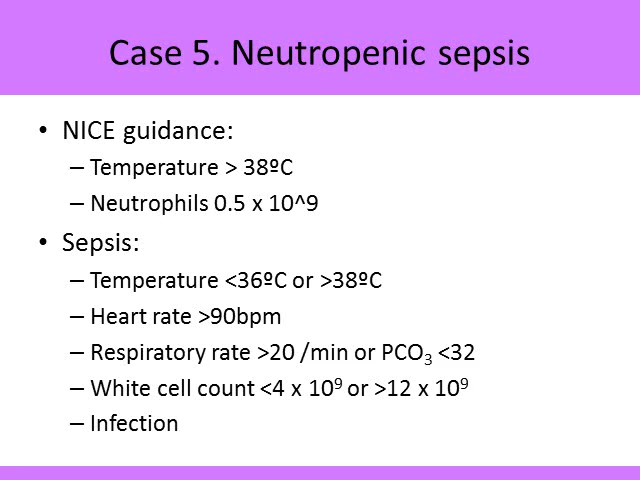 Case 5. Neutropenic sepsis
• NICE guidance:
– Temperature > 38ºC
– Neutrophils 0.5 x 10^9
• Sepsis:
– Temperature <36ºC or >38ºC
– Heart rate >90bpm
– Respiratory rate >20 /min or PCO₃ <32
– White cell count <4 x 10⁹ or >12 x 10⁹
– Infection